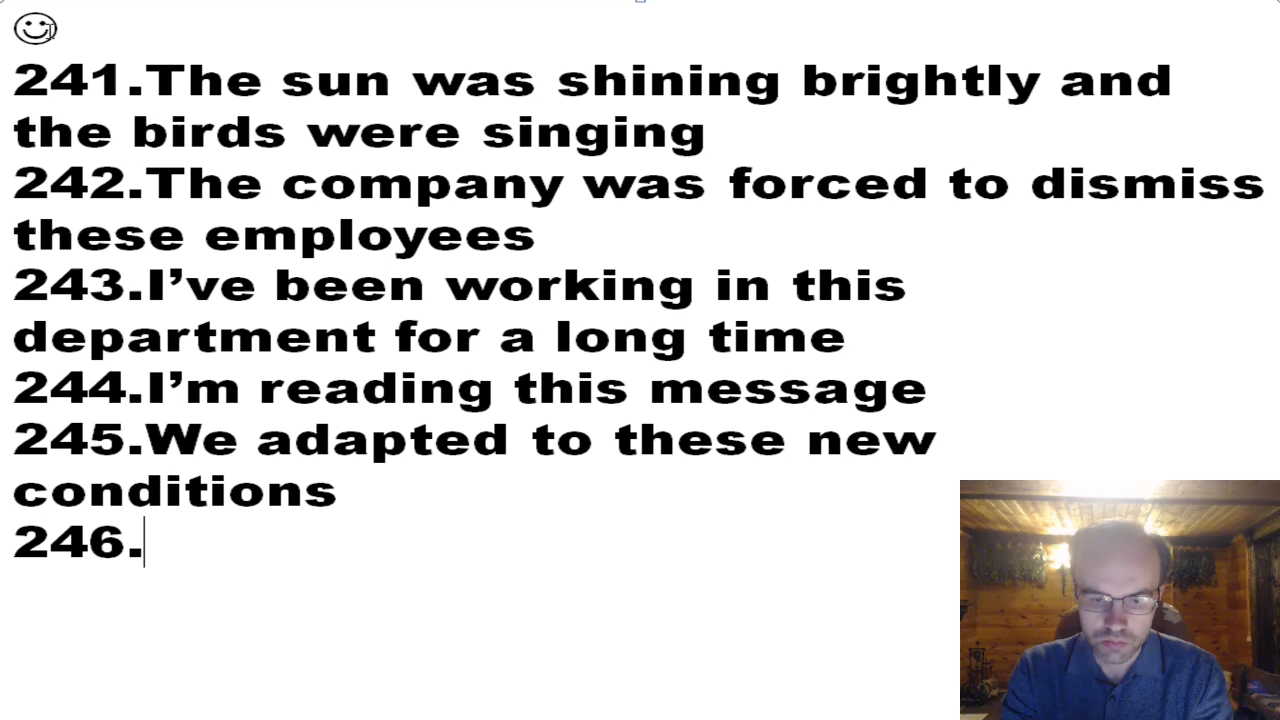 241.The sun was shining brightly and
the birds were singing
242.The company was forced to dismiss
these employees
243.I’ve been working in this
department for a long time
244.I’m reading this message
245.We adapted to these new
conditions
246.